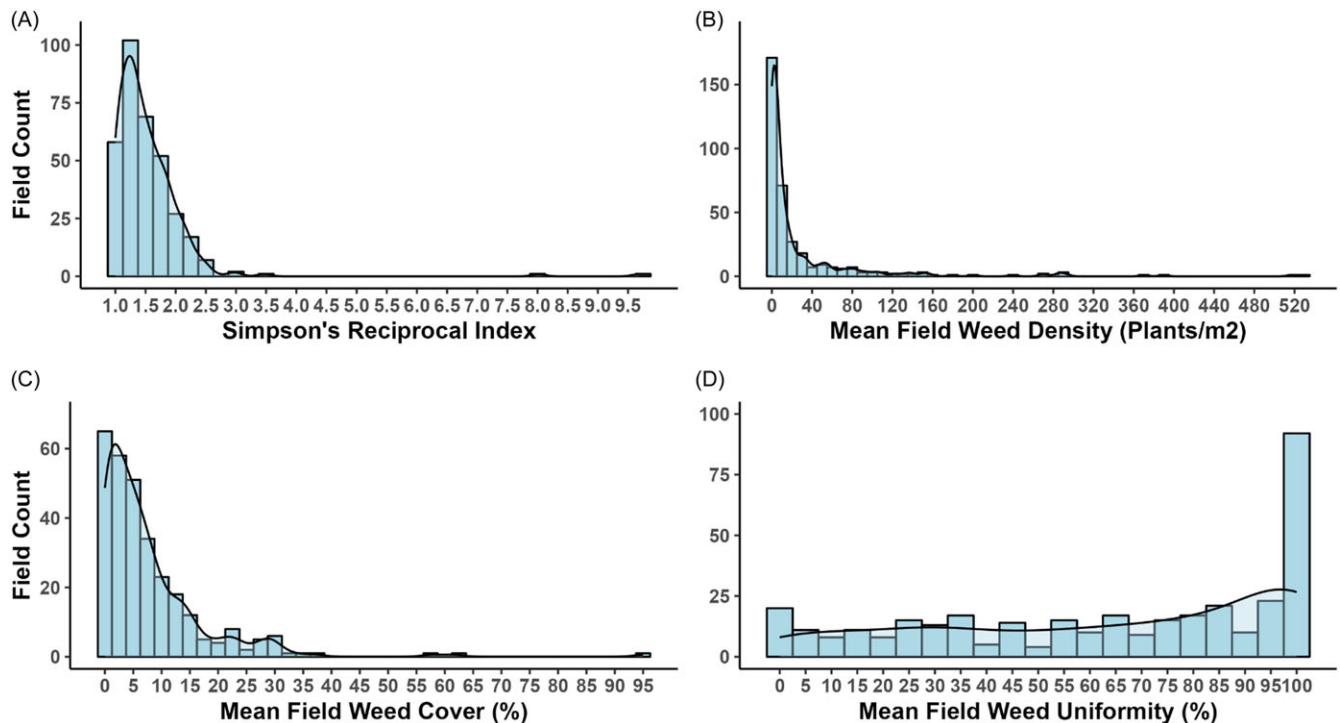 (A)
100
75
50
25
0
Field Count
1.0 1.5 2.0 2.5 3.0 3.5 4.0 4.5 5.0 5.5 6.0 6.5 7.0 7.5 8.0 8.5 9.0 9.5
Simpson's Reciprocal Index
(B)
150
100
50
0
0 40 80 120 160 200 240 280 320 360 400 440 480 520
Mean Field Weed Density (Plants/m2)
(C)
60
40
20
0
Field Count
0 5 10 15 20 25 30 35 40 45 50 55 60 65 70 75 80 85 90 95
Mean Field Weed Cover (%)
(D)
100
75
50
25
0
0 5 10 15 20 25 30 35 40 45 50 55 60 65 70 75 80 85 90 95 100
Mean Field Weed Uniformity (%)